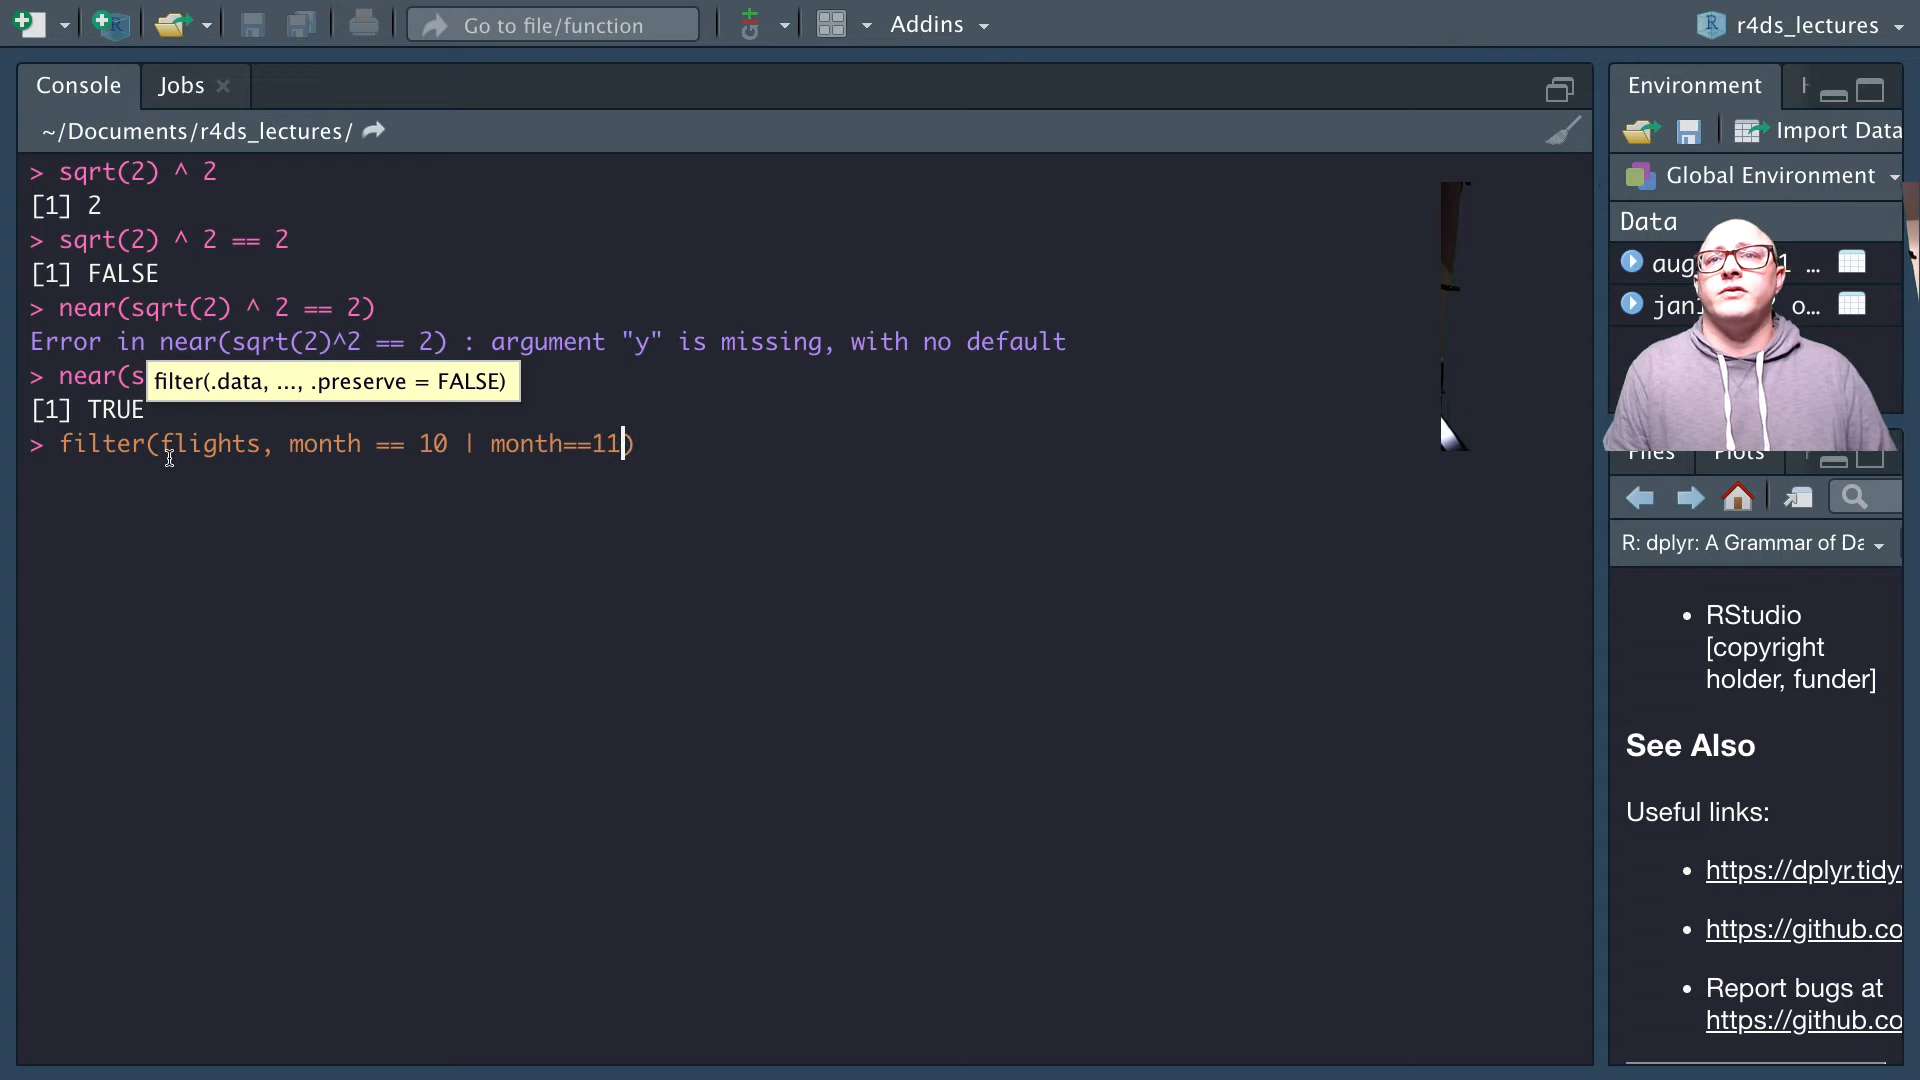 Go to file/function
Addins
r4ds_lectures
Console
Jobs
~/Documents/r4ds_lectures/
> sqrt(2) ^ 2
[1] 2
> sqrt(2) ^ 2 == 2
[1] FALSE
> near(sqrt(2) ^ 2 == 2)
Error in near(sqrt(2)^2 == 2) : argument "y" is missing, with no default
> near(s
filter(.data, ..., .preserve = FALSE)
[1] TRUE
> filter(flights, month == 10 | month==11)
Environment
Import Data
Global Environment
Data
aug 1 ...
jan o...
Files
Plots
R: dplyr: A Grammar of Da
• RStudio
[copyright
holder, funder]
See Also
Useful links:
• https://dplyr.tidy
• https://github.co
• Report bugs at
https://github.co